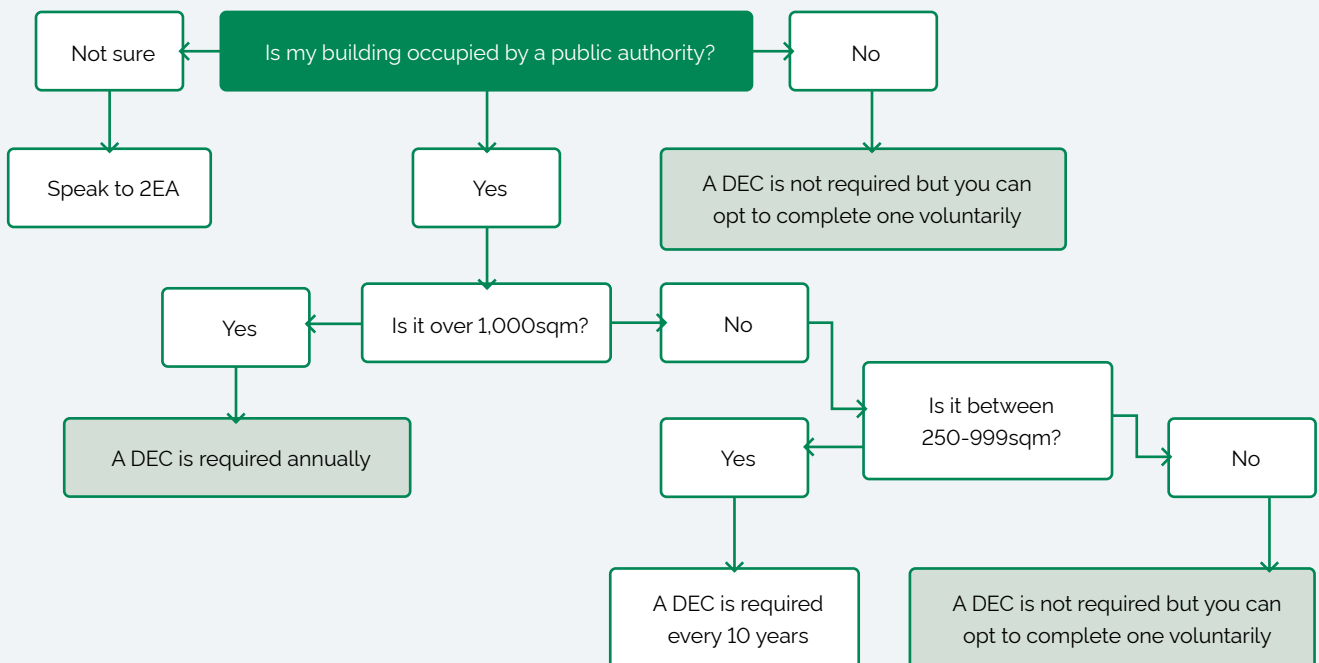 Not sure
Is my building occupied by a public authority?
No
Speak to 2EA
Yes
A DEC is not required but you can
opt to complete one voluntarily
Yes
Is it over 1,000sqm?
No
Is it between
250-999sqm?
A DEC is required annually
Yes
No
A DEC is required
every 10 years
A DEC is not required but you can
opt to complete one voluntarily